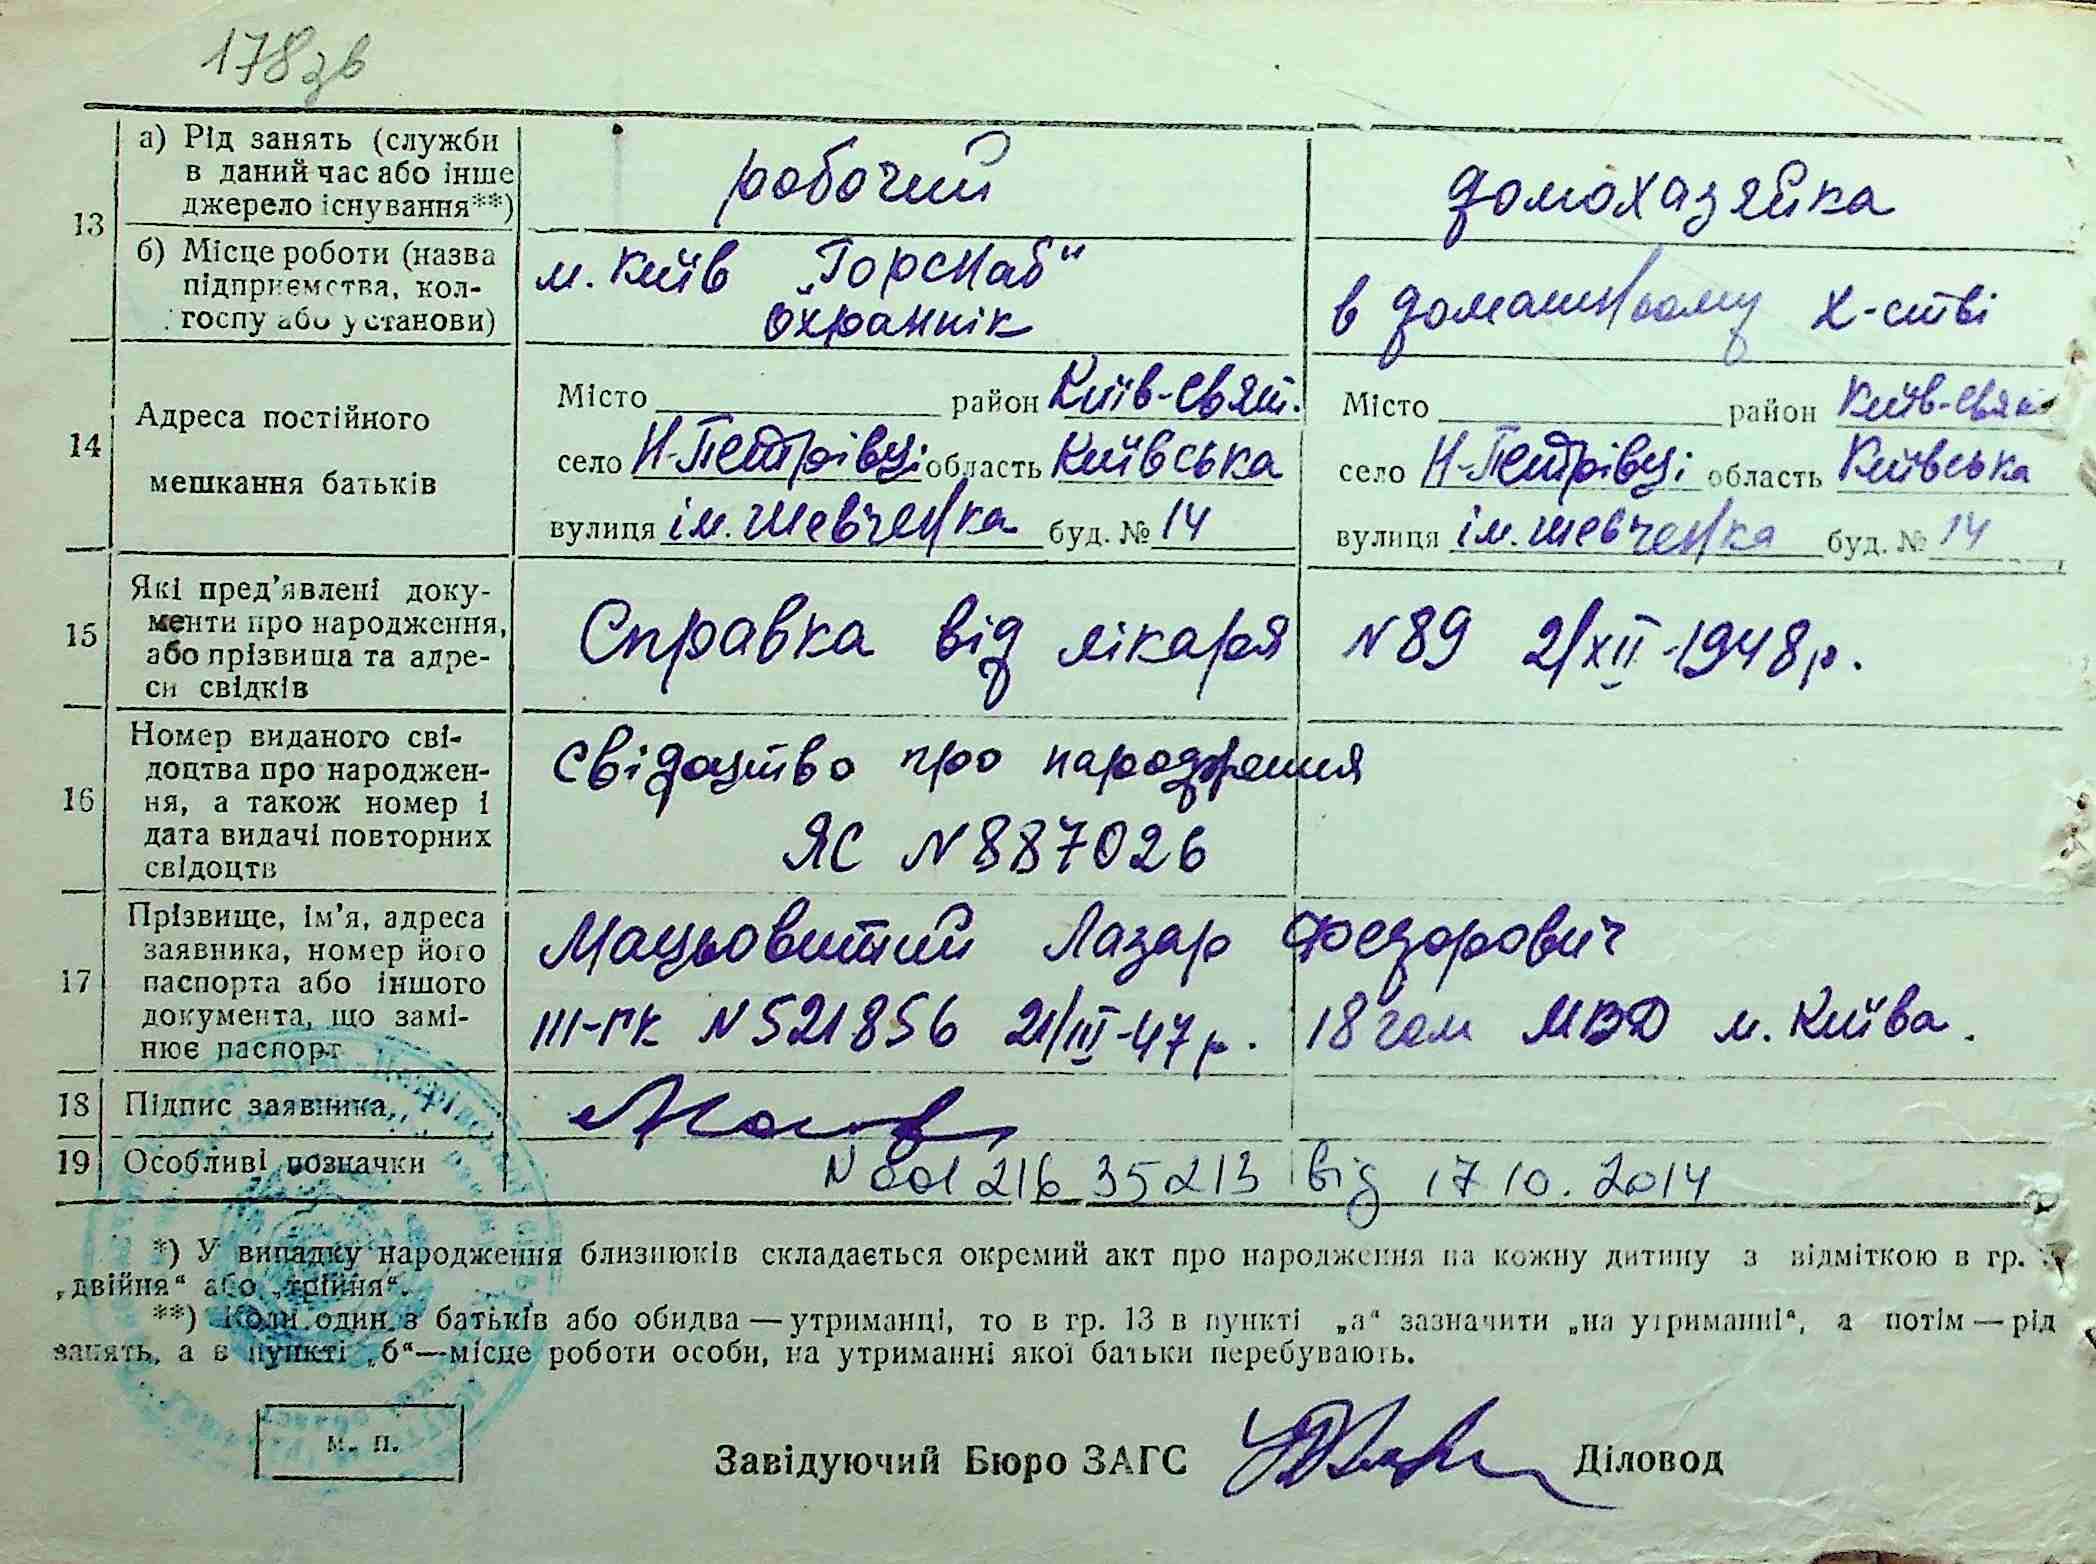 178зв
13
а) Рід занять (служби
в даний час або інше
джерело існування**)
робочий
домохазяйка
б) Місце роботи (назва
підприємства, кол-
госпу або установи)
м. Київ „Горснаб“
охраннік
в домашньому х-стві
14
Адреса постійного
мешкання батьків
Місто район Київ-Свят.
село Н-Петрівці область Київська
вулиця ім. Шевченка буд. № 14
Місто район Київ-Свят
село Н-Петрівці область Київська
вулиця ім. Шевченка буд. № 14
15
Які пред’явлені доку-
менти про народження,
або прізвища та адре-
си свідків
Справка від лікаря N 89 2/XII-1948р.
16
Номер виданого сві-
доцтва про народжен-
ня, а також номер і
дата видачі повторних
свідоцтв
Свідоцтво про народження
ЯС N 887026
17
Прізвище, ім’я, адреса
заявника, номер його
паспорта або іншого
документа, що замі-
нює паспорт
Мацьовитий Лазар Федорович
III-ГК N 521856 21/III-47р. 18 гом МВД м. Київа.
18
Підпис заявника
19
Особливі позначки
N 001216 35213 від 17 10. 2014
*) У випадку народження близнюків складається окремий акт про народження на кожну дитину з відміткою в гр.
„двійня“ або „трійня“.
**) Коли один з батьків або обидва — утриманці, то в гр. 13 в пункті „а“ зазначити „на утриманні“, а потім — рід
занять, а в пункті „б“—місце роботи особи, на утриманні якої батьки перебувають.
м. п.
Завідуючий Бюро ЗАГС Діловод